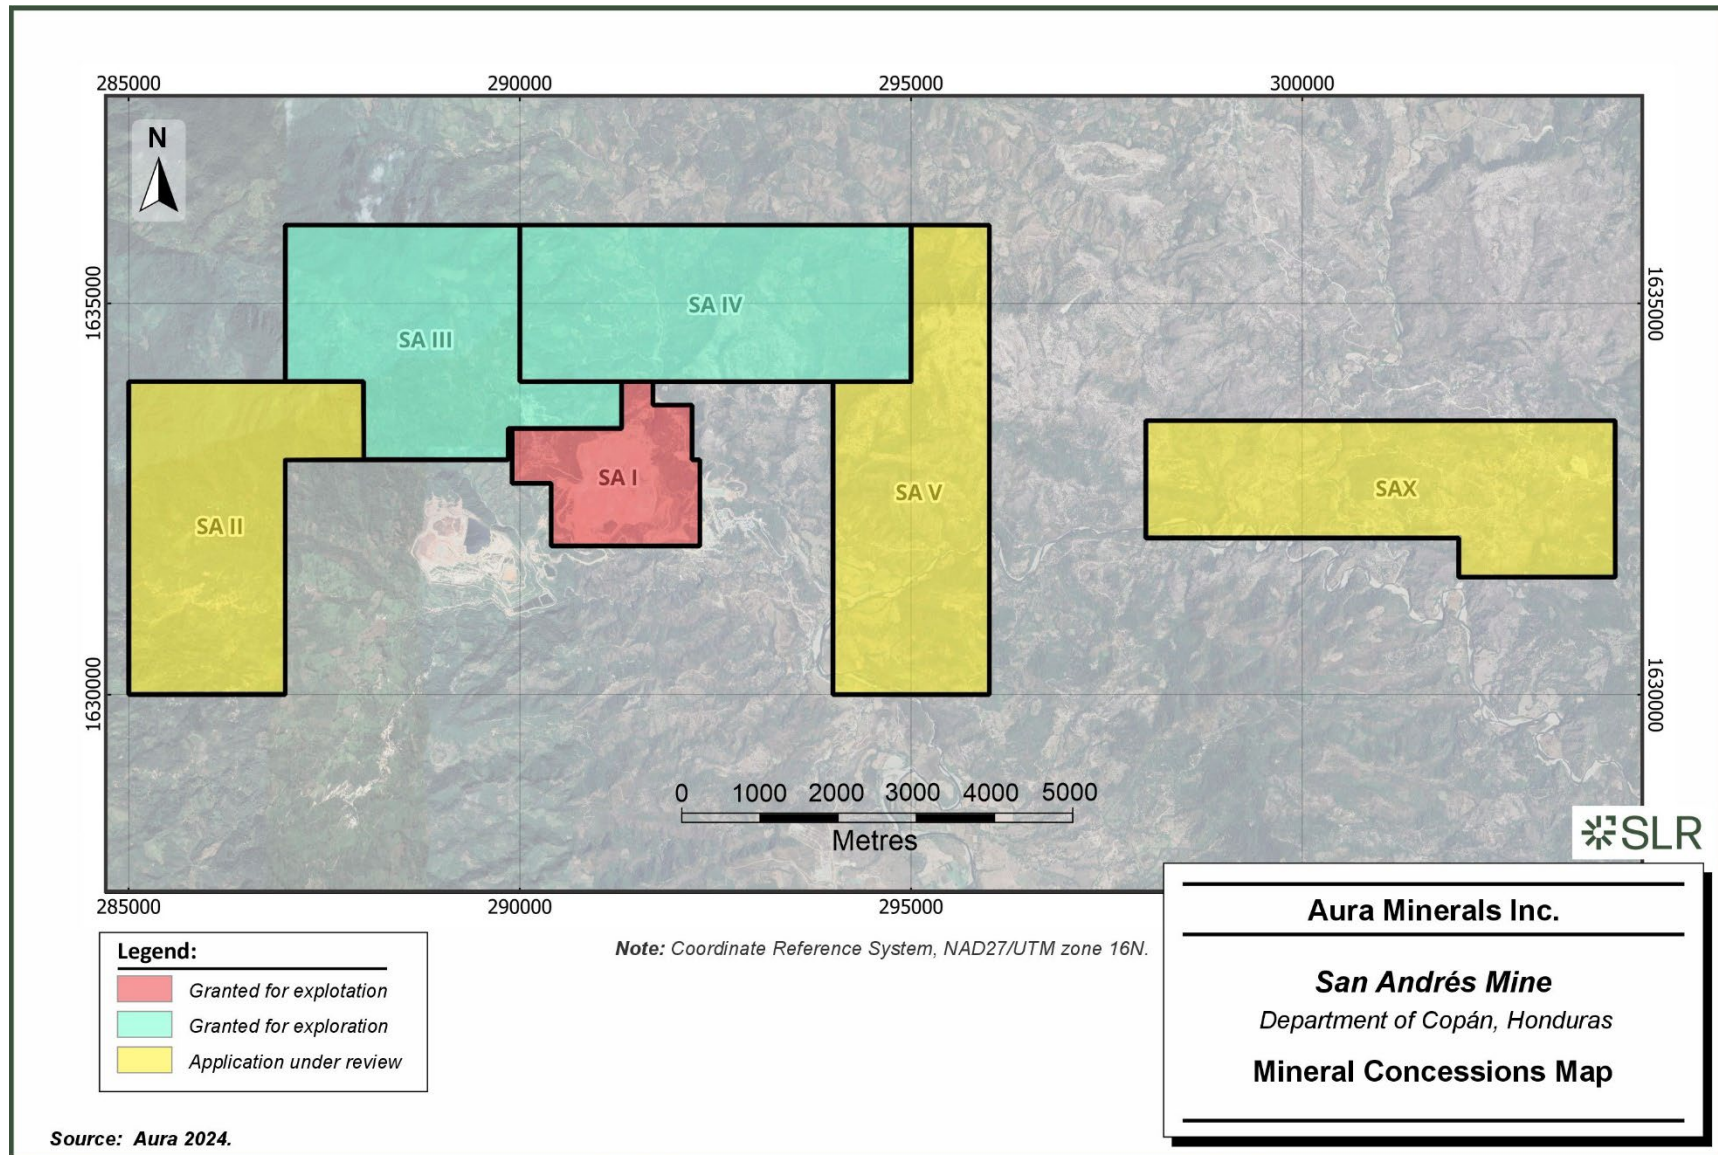 285000
290000
295000
300000
N
1635000
1635000
SA III
SA IV
SA I
SA II
SA V
SAX
1630000
1630000
0 1000 2000 3000 4000 5000
Metres
SLR
285000
290000
295000
Legend:
Granted for explotation
Granted for exploration
Application under review
Note: Coordinate Reference System, NAD27/UTM zone 16N.
Aura Minerals Inc.
San Andrés Mine
Department of Copán, Honduras
Mineral Concessions Map
Source: Aura 2024.